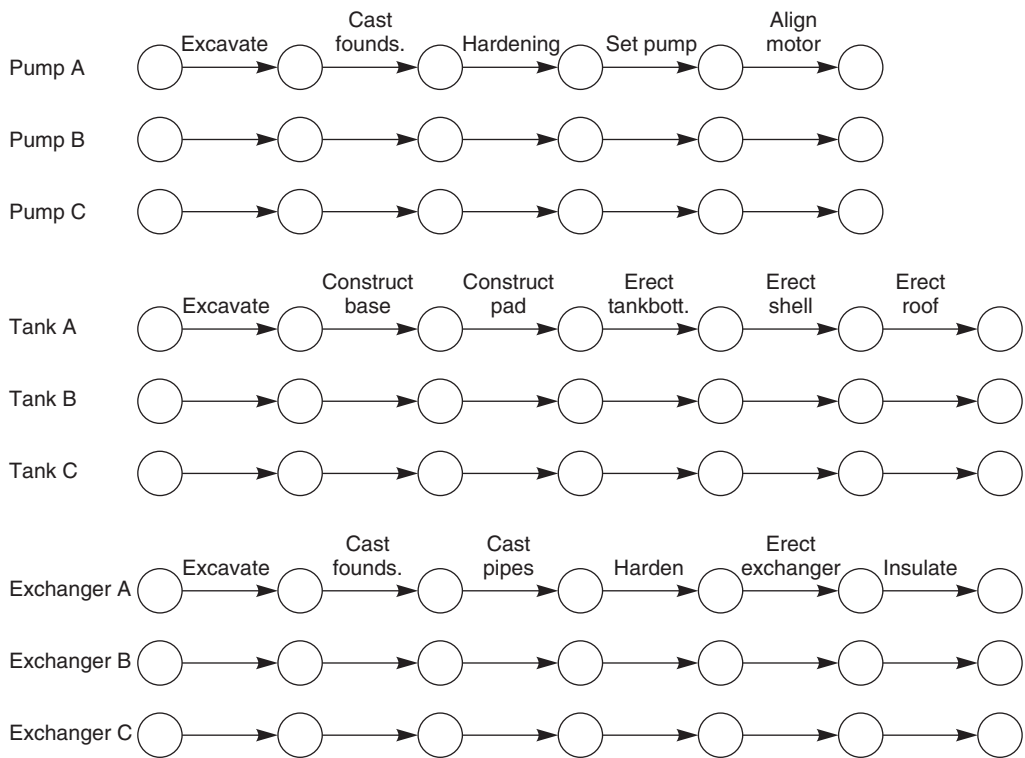 Pump A
Excavate
Cast
founds.
Hardening
Set pump
Align
motor
Pump B
Pump C
Tank A
Excavate
Construct
base
Construct
pad
Erect
tankbott.
Erect
shell
Erect
roof
Tank B
Tank C
Exchanger A
Excavate
Cast
founds.
Cast
pipes
Harden
Erect
exchanger
Insulate
Exchanger B
Exchanger C